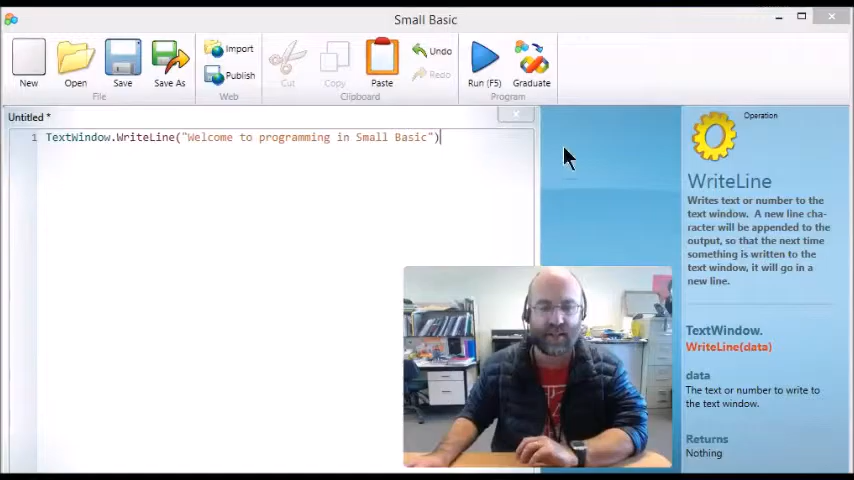 Small Basic
New
Open
Save
Save As
Import
Publish
Cut
Copy
Paste
Undo
Redo
Run (F5)
Graduate
File
Web
Clipboard
Program
Untitled *
1 TextWindow.WriteLine("Welcome to programming in Small Basic")
Operation
WriteLine
Writes text or number to the
text window. A new line cha-
racter will be appended to the
output, so that the next time
something is written to the
text window, it will go in a
new line.
TextWindow.
WriteLine(data)
data
The text or number to write to
the text window.
Returns
Nothing